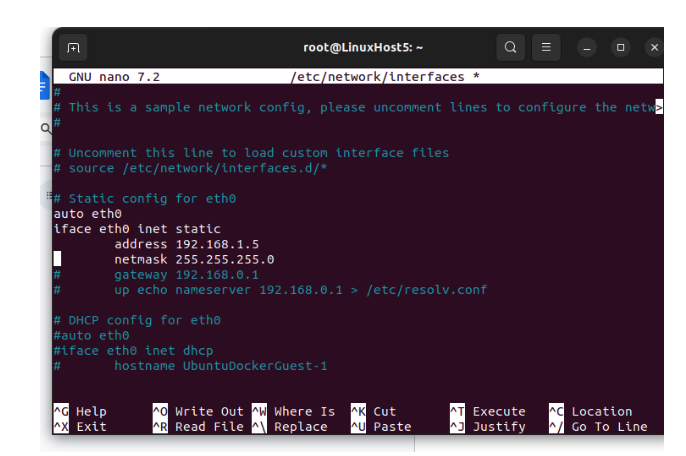 root@LinuxHost5: ~
GNU nano 7.2 /etc/network/interfaces *
#
# This is a sample network config, please uncomment lines to configure the netw>
#
# Uncomment this line to load custom interface files
# source /etc/network/interfaces.d/*
# Static config for eth0
auto eth0
iface eth0 inet static
address 192.168.1.5
netmask 255.255.255.0
# gateway 192.168.0.1
# up echo nameserver 192.168.0.1 > /etc/resolv.conf
# DHCP config for eth0
#auto eth0
#iface eth0 inet dhcp
# hostname UbuntuDockerGuest-1
^G Help ^O Write Out ^W Where Is ^K Cut ^T Execute ^C Location
^X Exit ^R Read File ^\ Replace ^U Paste ^J Justify ^/ Go To Line